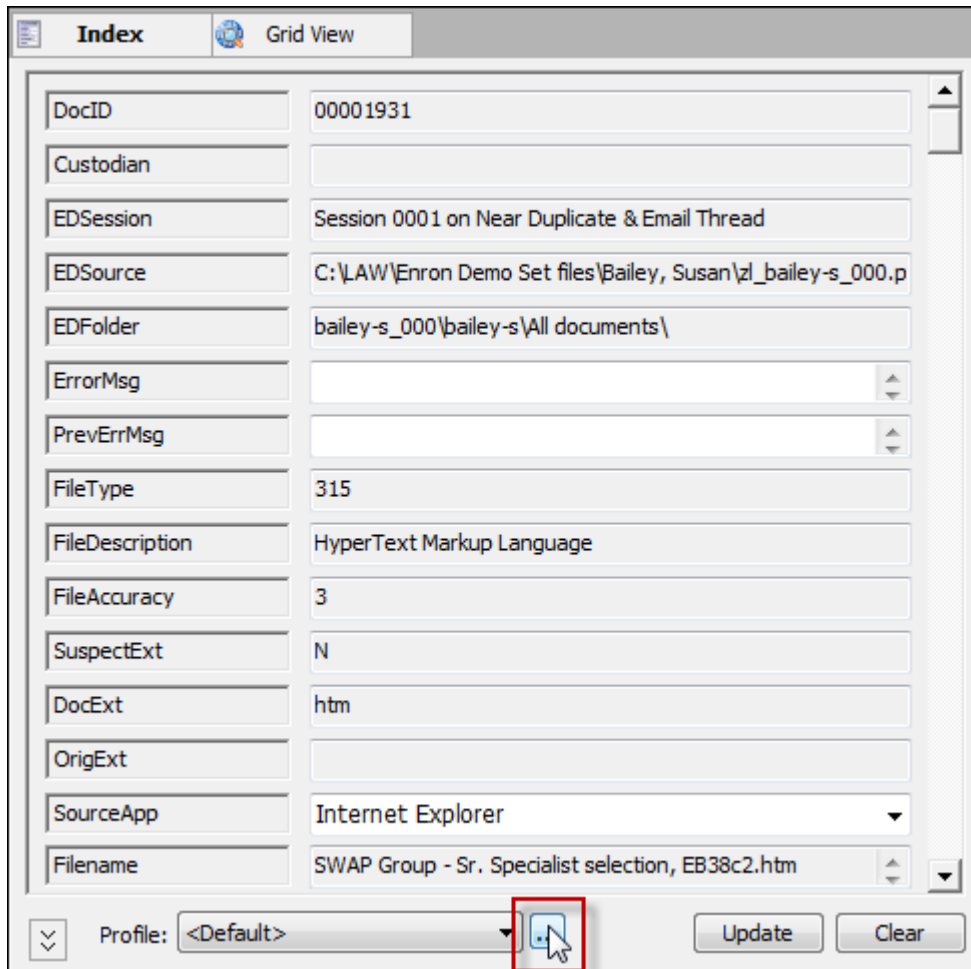 Index Grid View
DocID 00001931
Custodian
EDSession Session 0001 on Near Duplicate & Email Thread
EDSource C:\LAW\Enron Demo Set files\Bailey, Susan\zl_bailey-s_000.p
EDFolder bailey-s_000\bailey-s\All documents\
ErrorMsg
PrevErrMsg
FileType 315
FileDescription HyperText Markup Language
FileAccuracy 3
SuspectExt N
DocExt htm
OrigExt
SourceApp Internet Explorer
Filename SWAP Group - Sr. Specialist selection, EB38c2.htm
Profile: <Default> Update Clear